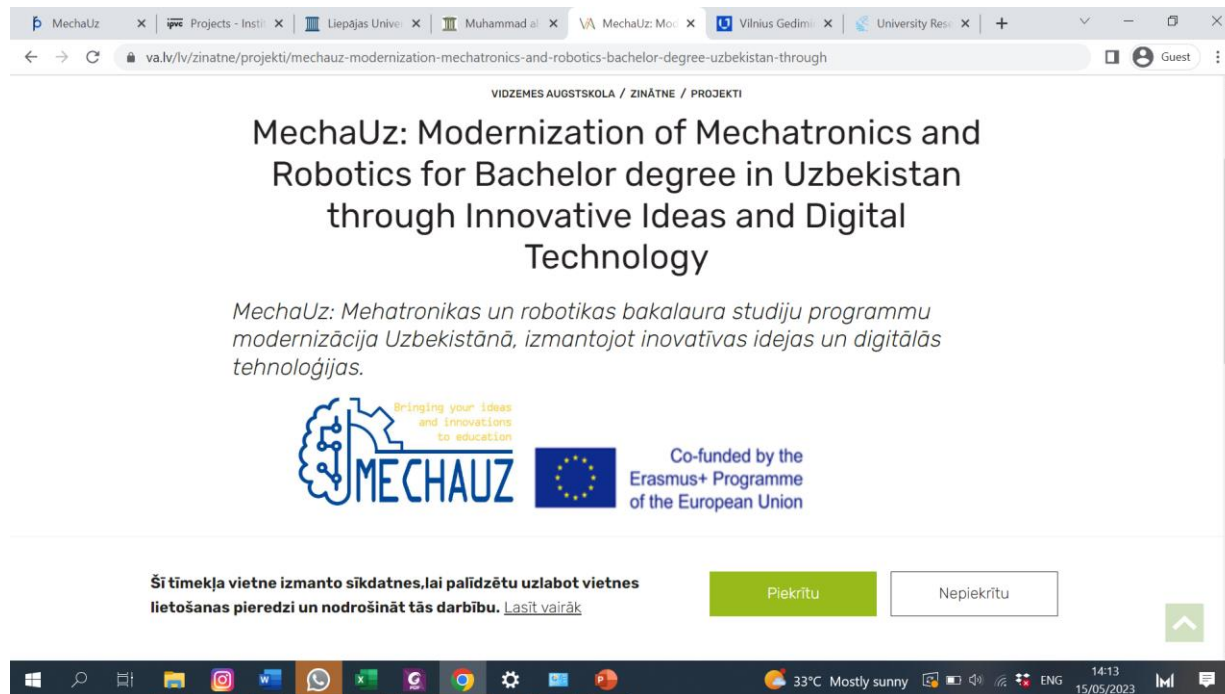 MechaUz
ipvc Projects - Instit
Liepājas Univer
Muhammad al
MechaUz: Mod
Vilnius Gedimin
University Rese
va.lv/lv/zinatne/projekti/mechauz-modernization-mechatronics-and-robotics-bachelor-degree-uzbekistan-through
Guest
VIDZEMES AUGSTSKOLA / ZINĀTNE / PROJEKTI
MechaUz: Modernization of Mechatronics and
Robotics for Bachelor degree in Uzbekistan
through Innovative Ideas and Digital
Technology
MechaUz: Mehatronikas un robotikas bakalaura studiju programmu
modernizācija Uzbekistānā, izmantojot inovatīvas idejas un digitālās
tehnoloģijas.
Bringing your ideas
and innovations
to education
MECHAUZ
Co-funded by the
Erasmus+ Programme
of the European Union
Šī tīmekļa vietne izmanto sīkdatnes,lai palīdzētu uzlabot vietnes
lietošanas pieredzi un nodrošināt tās darbību. Lasīt vairāk
Piekrītu
Nepiekrītu
33°C Mostly sunny
ENG
14:13
15/05/2023